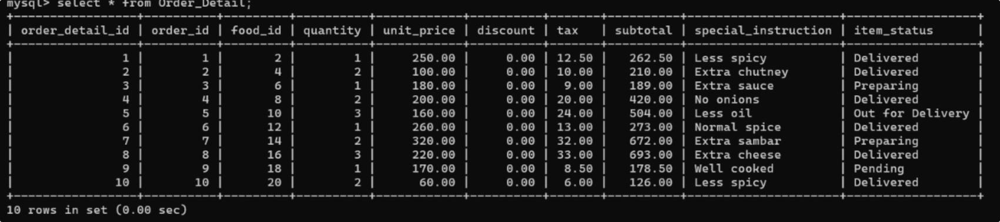 mysql> select * from Order_Detail;
+-----------------+----------+---------+----------+------------+----------+-------+----------+---------------------+------------------+
| order_detail_id | order_id | food_id | quantity | unit_price | discount | tax   | subtotal | special_instruction | item_status      |
+-----------------+----------+---------+----------+------------+----------+-------+----------+---------------------+------------------+
|               1 |        1 |       2 |        1 |     250.00 |     0.00 | 12.50 |   262.50 | Less spicy          | Delivered        |
|               2 |        2 |       4 |        2 |     100.00 |     0.00 | 10.00 |   210.00 | Extra chutney       | Delivered        |
|               3 |        3 |       6 |        1 |     180.00 |     0.00 |  9.00 |   189.00 | Extra sauce         | Preparing        |
|               4 |        4 |       8 |        2 |     200.00 |     0.00 | 20.00 |   420.00 | No onions           | Delivered        |
|               5 |        5 |      10 |        3 |     160.00 |     0.00 | 24.00 |   504.00 | Less oil            | Out for Delivery |
|               6 |        6 |      12 |        1 |     260.00 |     0.00 | 13.00 |   273.00 | Normal spice        | Delivered        |
|               7 |        7 |      14 |        2 |     320.00 |     0.00 | 32.00 |   672.00 | Extra sambar        | Preparing        |
|               8 |        8 |      16 |        3 |     220.00 |     0.00 | 33.00 |   693.00 | Extra cheese        | Delivered        |
|               9 |        9 |      18 |        1 |     170.00 |     0.00 |  8.50 |   178.50 | Well cooked         | Pending          |
|              10 |       10 |      20 |        2 |      60.00 |     0.00 |  6.00 |   126.00 | Less spicy          | Delivered        |
+-----------------+----------+---------+----------+------------+----------+-------+----------+---------------------+------------------+
10 rows in set (0.00 sec)